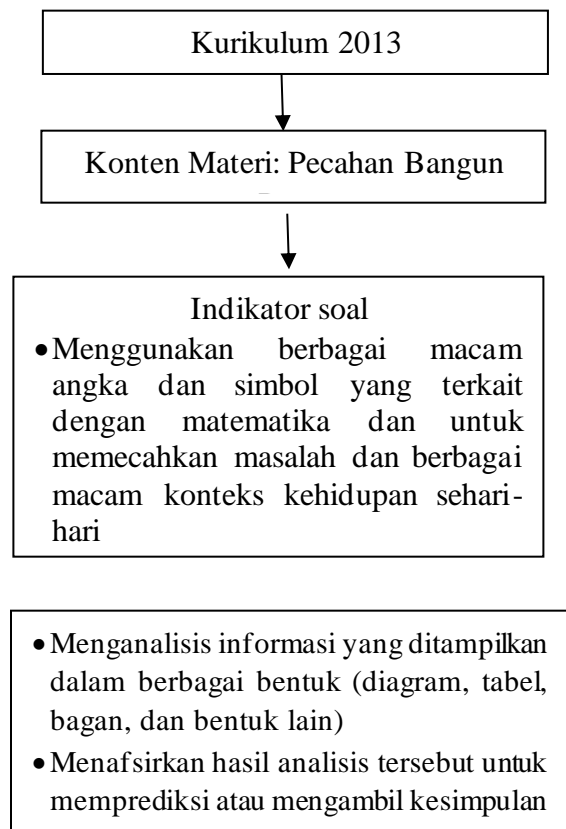 Kurikulum 2013
Konten Materi: Pecahan Bangun
Indikator soal
•Menggunakan berbagai macam
angka dan simbol yang terkait
dengan matematika dan untuk
memecahkan masalah dan berbagai
macam konteks kehidupan sehari-
hari
•Menganalisis informasi yang ditampilkan
dalam berbagai bentuk (diagram, tabel,
bagan, dan bentuk lain)
•Menafsirkan hasil analisis tersebut untuk
memprediksi atau mengambil kesimpulan